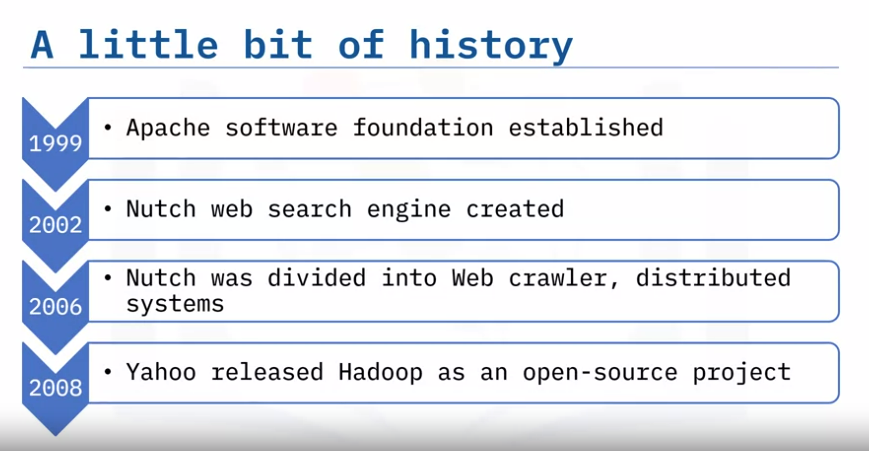 A little bit of history
1999
• Apache software foundation established
2002
• Nutch web search engine created
2006
• Nutch was divided into Web crawler, distributed
systems
2008
• Yahoo released Hadoop as an open-source project